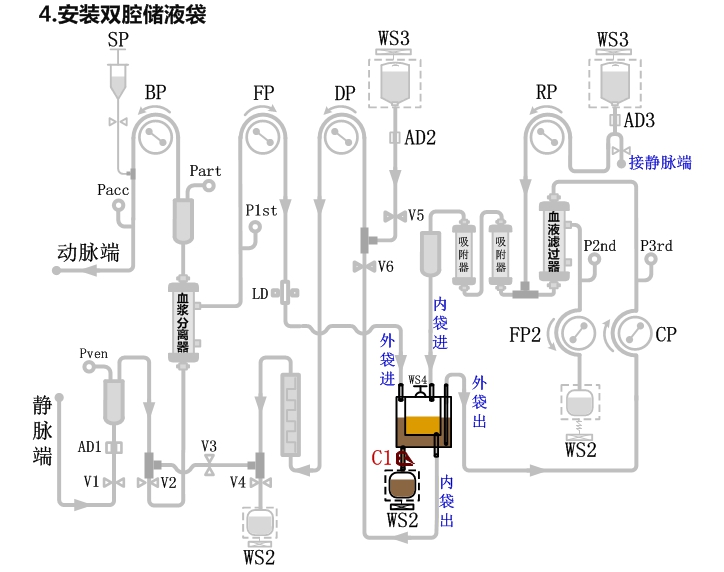 4.安装双腔储液袋
SP
WS3
WS3
BP
FP
DP
RP
AD2
AD3
接静脉端
Part
Pacc
P1st
V5
动脉端
V6
吸附器
吸附器
血液滤过器
P2nd
P3rd
LD
血浆分离器
内袋进
外袋进
FP2
CP
Pven
WS4
外袋出
静脉端
AD1
V3
C1
WS2
V1
V2
V4
内袋出
WS2
WS2